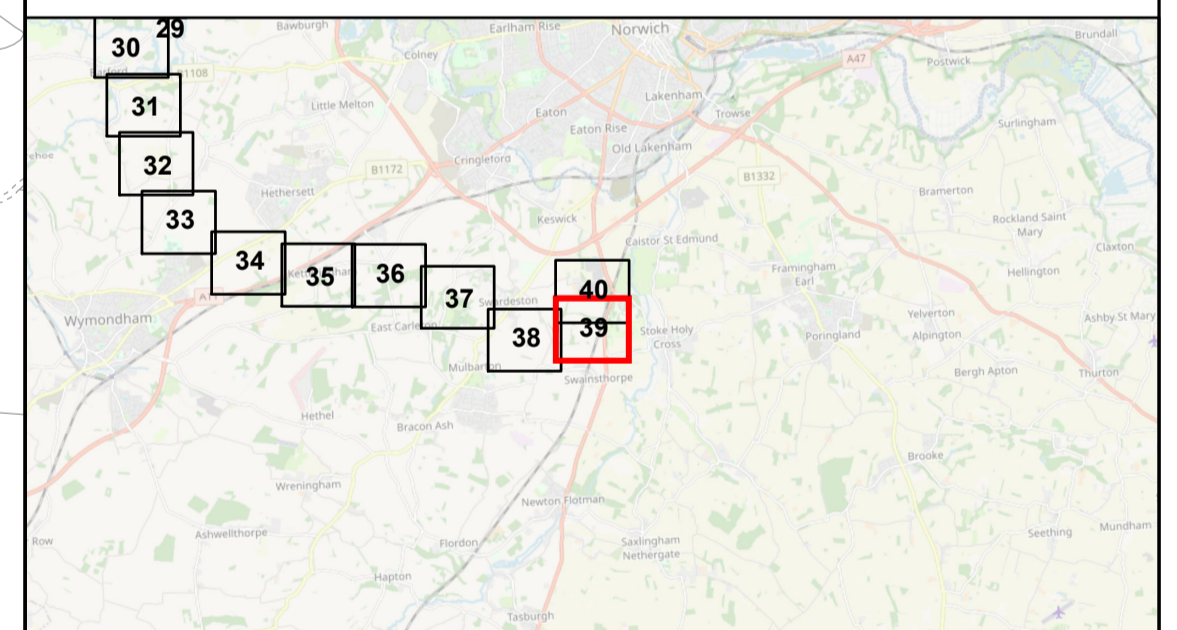 29
Bawburgh
Earlham Rise
Norwich
Brundall
30
Colney
A47
Postwick
1108
31
Little Melton
Lakenham
Eaton
Trowse
Surlingham
Eaton Rise
Old Lakenham
32
Cringleford
B1172
B1332
Hethersett
Bramerton
33
Keswick
Rockland Saint
Mary
Caistor St Edmund
Claxton
34
35
36
Framingham
Earl
Hellington
40
37
Swardeston
Wymondham
East Carle
38
39
Stoke Holy
Cross
Yelverton
Ashby St Mary
Poringland
Alpington
Mulbarton
Swainsthorpe
Bergh Apton
Thurton
Hethel
Bracon Ash
Brooke
Wreningham
Newton Flotman
Mundham
Row
Ashwellthorpe
Flordon
Saxlingham
Nethergate
Seething
Hapton
Tasburgh